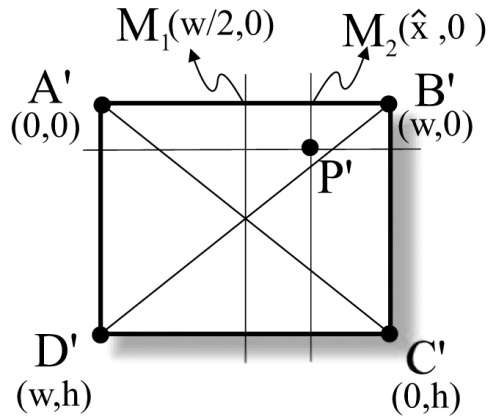 M₁(w/2,0)
M₂(x̂,0)
A'
(0,0)
B'
(w,0)
P'
D'
(w,h)
C'
(0,h)